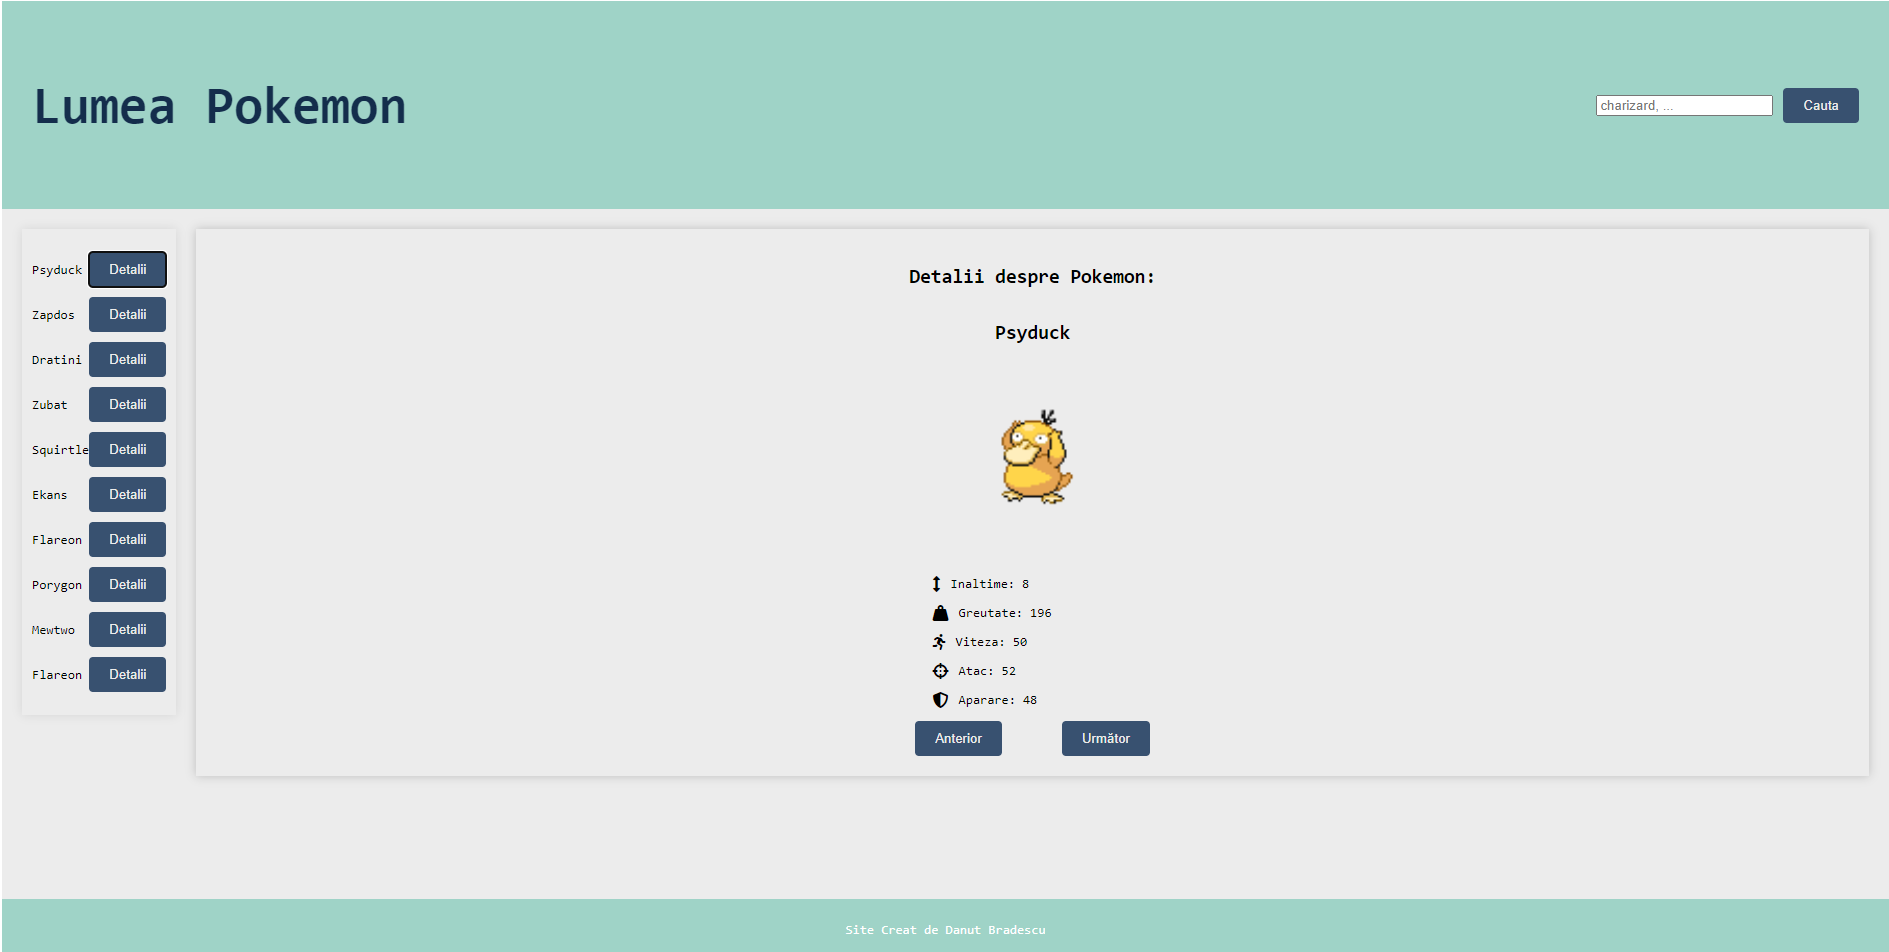 Lumea Pokemon
charizard, ...
Cauta
Psyduck Detalii
Zapdos Detalii
Dratini Detalii
Zubat Detalii
Squirtle Detalii
Ekans Detalii
Flareon Detalii
Porygon Detalii
Mewtwo Detalii
Flareon Detalii
Detalii despre Pokemon:
Psyduck
Inaltime: 8
Greutate: 196
Viteza: 50
Atac: 52
Aparare: 48
Anterior Următor
Site Creat de Danut Bradescu